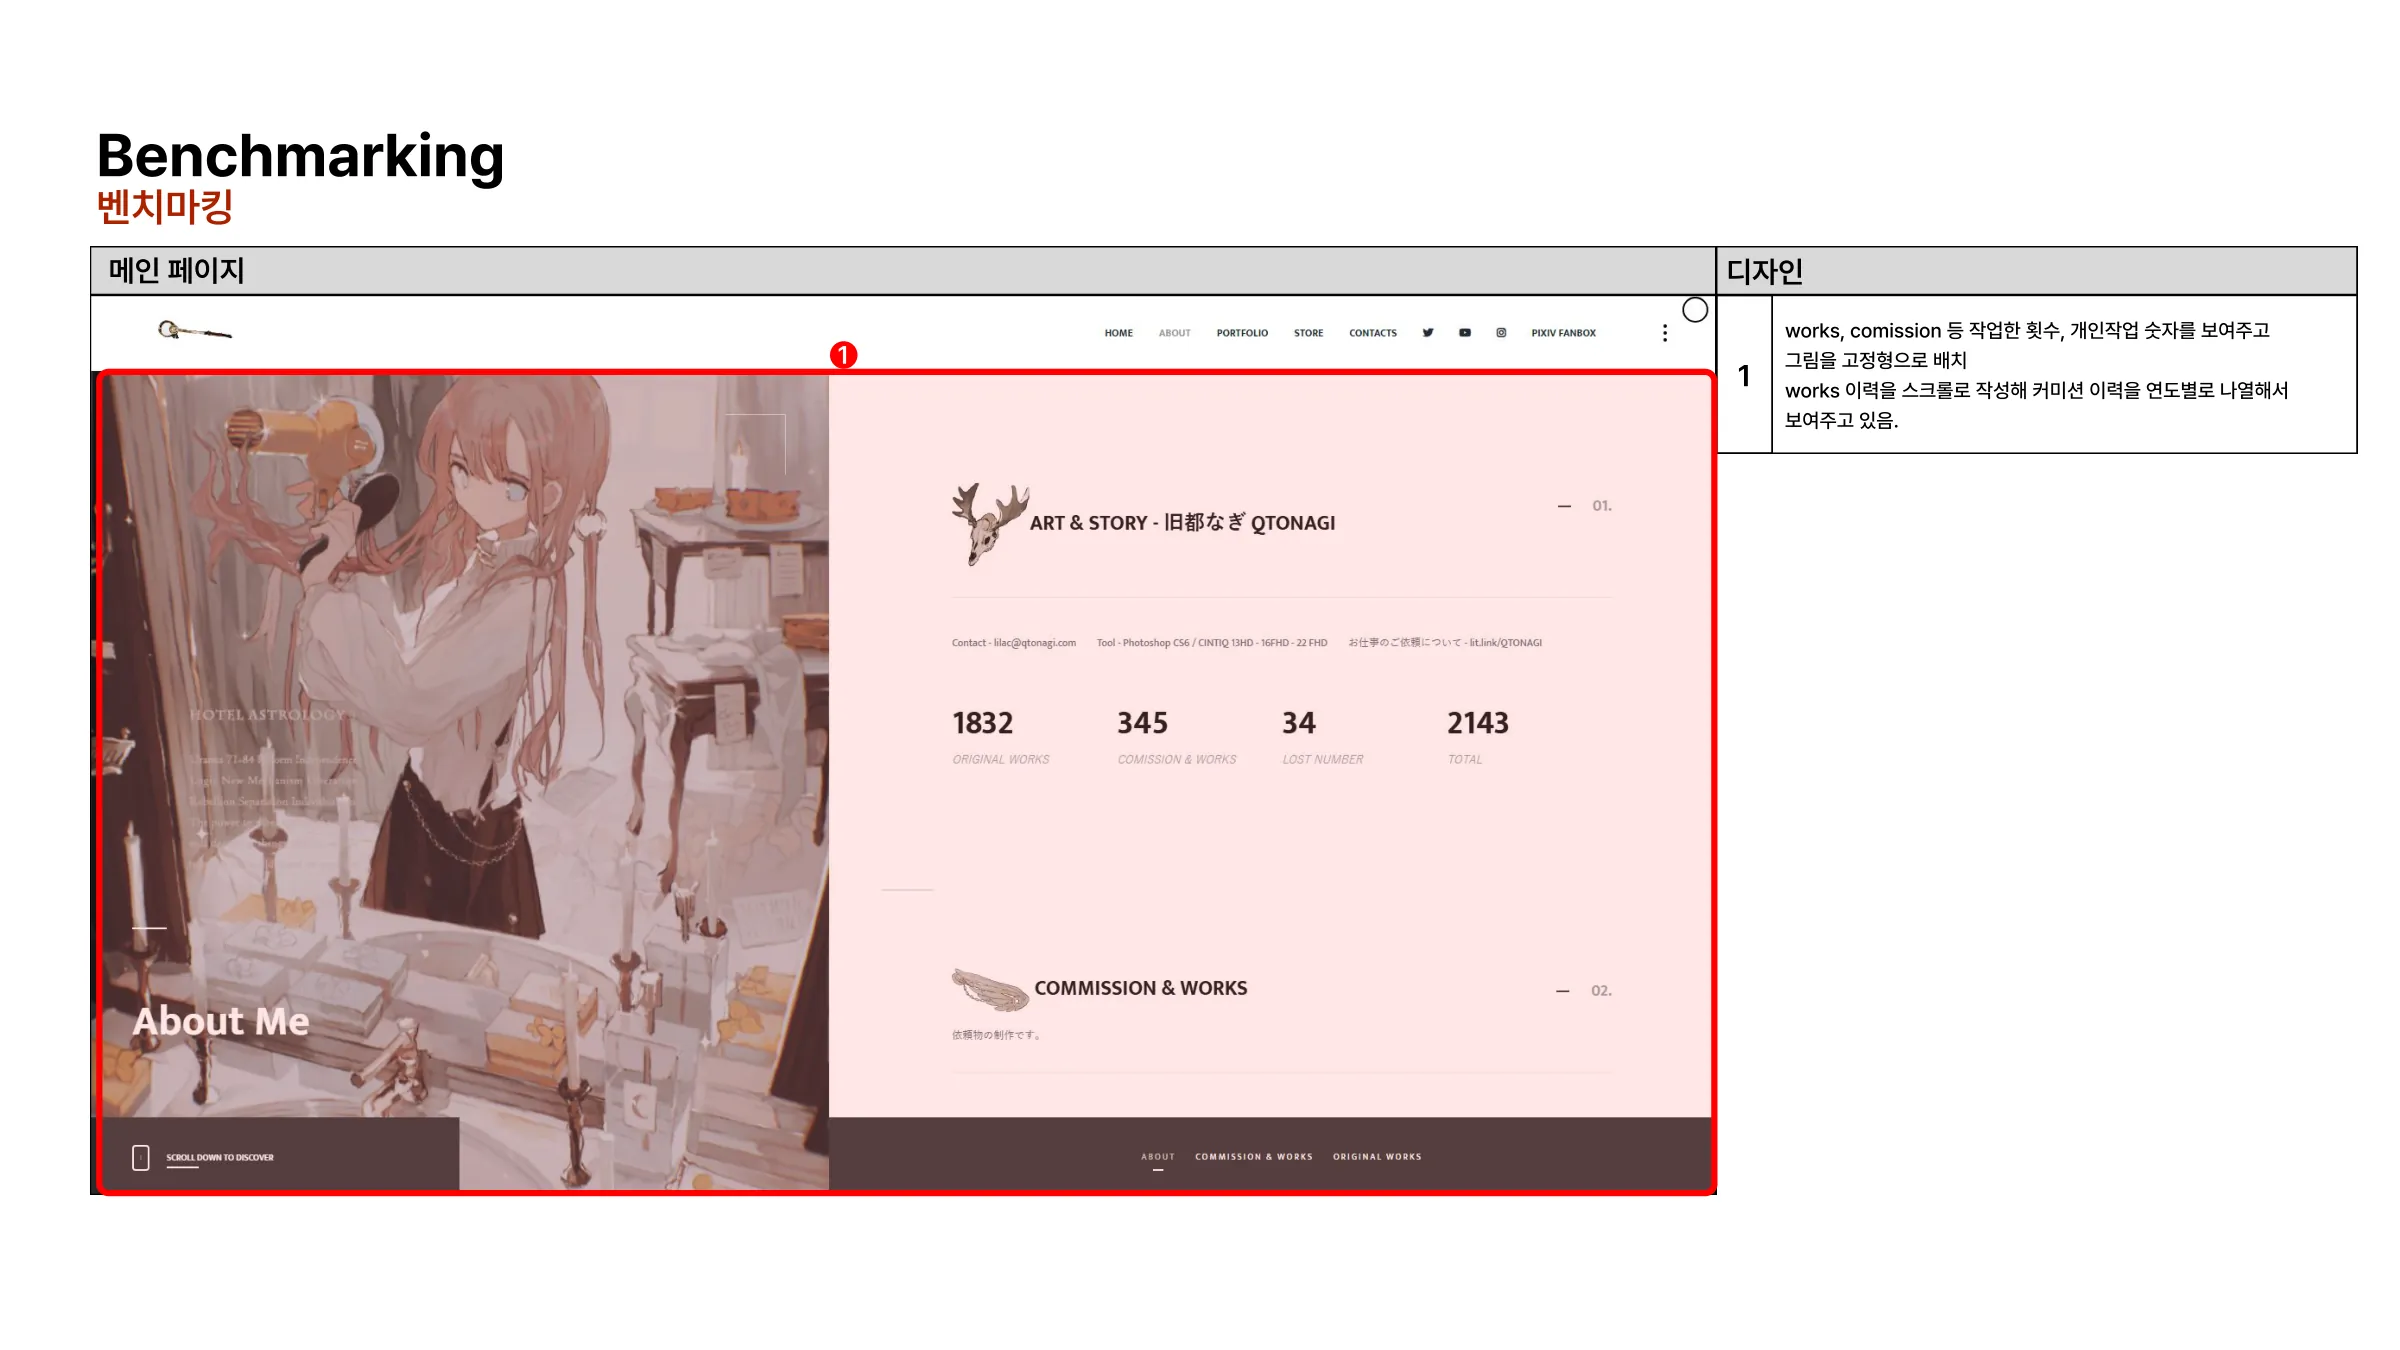 Benchmarking
벤치마킹
메인 페이지
디자인
HOME ABOUT PORTFOLIO STORE CONTACTS PIXIV FANBOX
1
1
works, comission 등 작업한 횟수, 개인작업 숫자를 보여주고
그림을 고정형으로 배치
works 이력을 스크롤로 작성해 커미션 이력을 연도별로 나열해서
보여주고 있음.
HOTEL ASTROLOGY
About Me
SCROLL DOWN TO DISCOVER
ART & STORY - 旧都なぎ QTONAGI
01.
Contact - lilac@qtonagi.com Tool - Photoshop CS6 / CINTIQ 13HD - 16FHD - 22 FHD お仕事のご依頼について - lit.link/QTONAGI
1832 345 34 2143
ORIGINAL WORKS COMISSION & WORKS LOST NUMBER TOTAL
COMMISSION & WORKS
02.
依頼物の制作です。
ABOUT COMMISSION & WORKS ORIGINAL WORKS